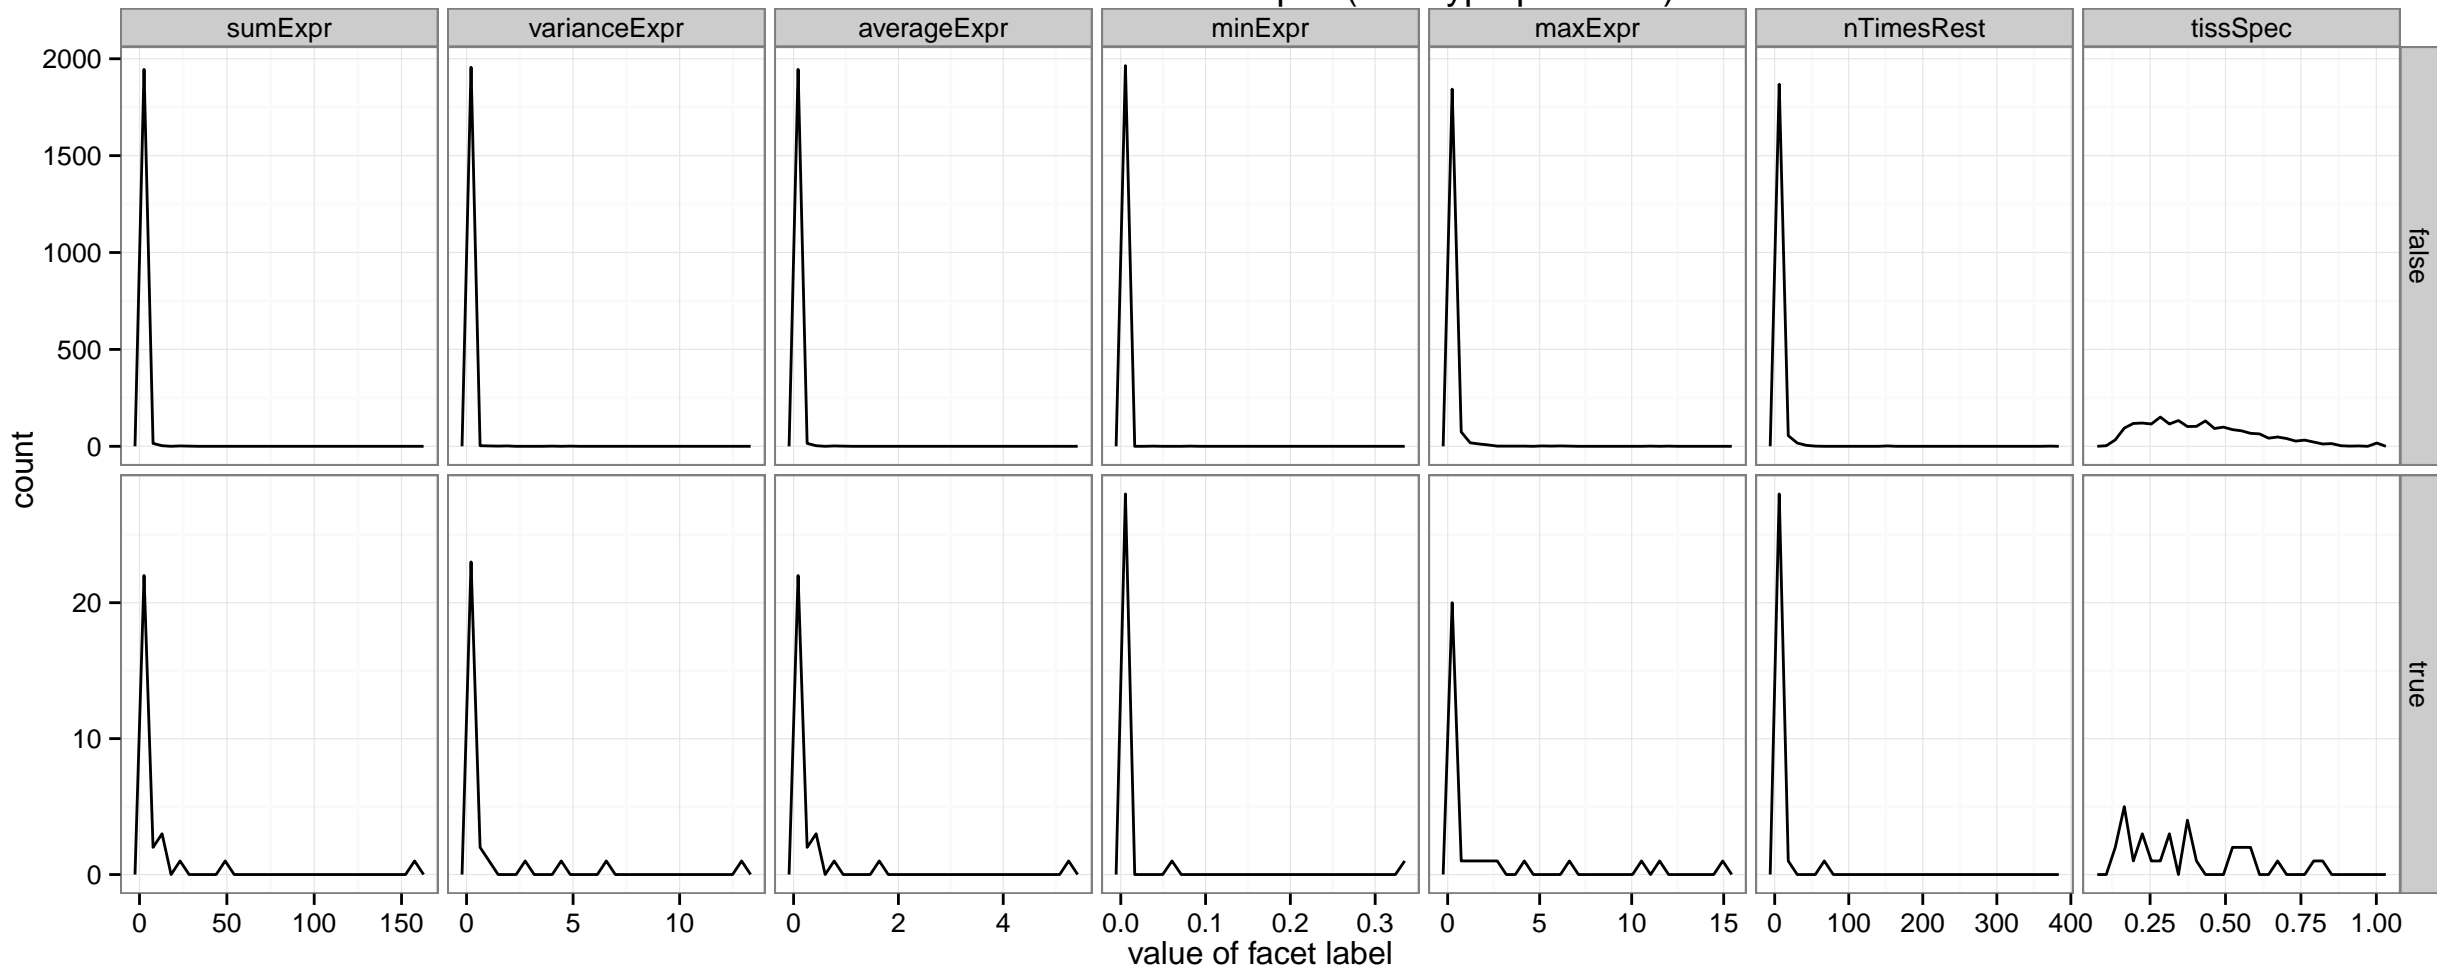 sumExpr varianceExpr averageExpr minExpr maxExpr nTimesRest tissSpec
2000
1500
1000
500
0
false
count
20
10
0
true
0 50 100 150 0 5 10 0 2 4 0.0 0.1 0.2 0.3 0 5 10 15 0 100 200 300 400 0.25 0.50 0.75 1.00
value of facet label